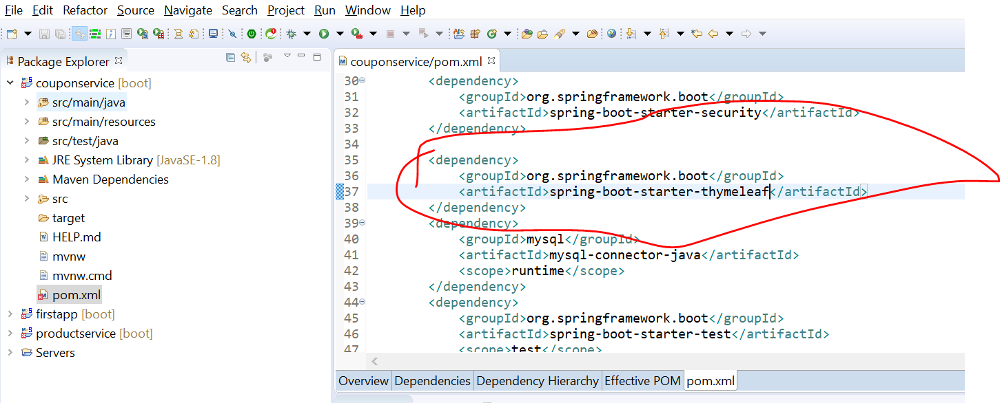 File Edit Refactor Source Navigate Search Project Run Window Help
Package Explorer
couponservice [boot]
src/main/java
src/main/resources
src/test/java
JRE System Library [JavaSE-1.8]
Maven Dependencies
src
target
HELP.md
mvnw
mvnw.cmd
pom.xml
firstapp [boot]
productservice [boot]
Servers
couponservice/pom.xml
30 <dependency>
31 <groupId>org.springframework.boot</groupId>
32 <artifactId>spring-boot-starter-security</artifactId>
33 </dependency>
34
35 <dependency>
36 <groupId>org.springframework.boot</groupId>
37 <artifactId>spring-boot-starter-thymeleaf</artifactId>
38 </dependency>
39 <dependency>
40 <groupId>mysql</groupId>
41 <artifactId>mysql-connector-java</artifactId>
42 <scope>runtime</scope>
43 </dependency>
44 <dependency>
45 <groupId>org.springframework.boot</groupId>
46 <artifactId>spring-boot-starter-test</artifactId>
47 <scope>test</scope>
Overview Dependencies Dependency Hierarchy Effective POM pom.xml